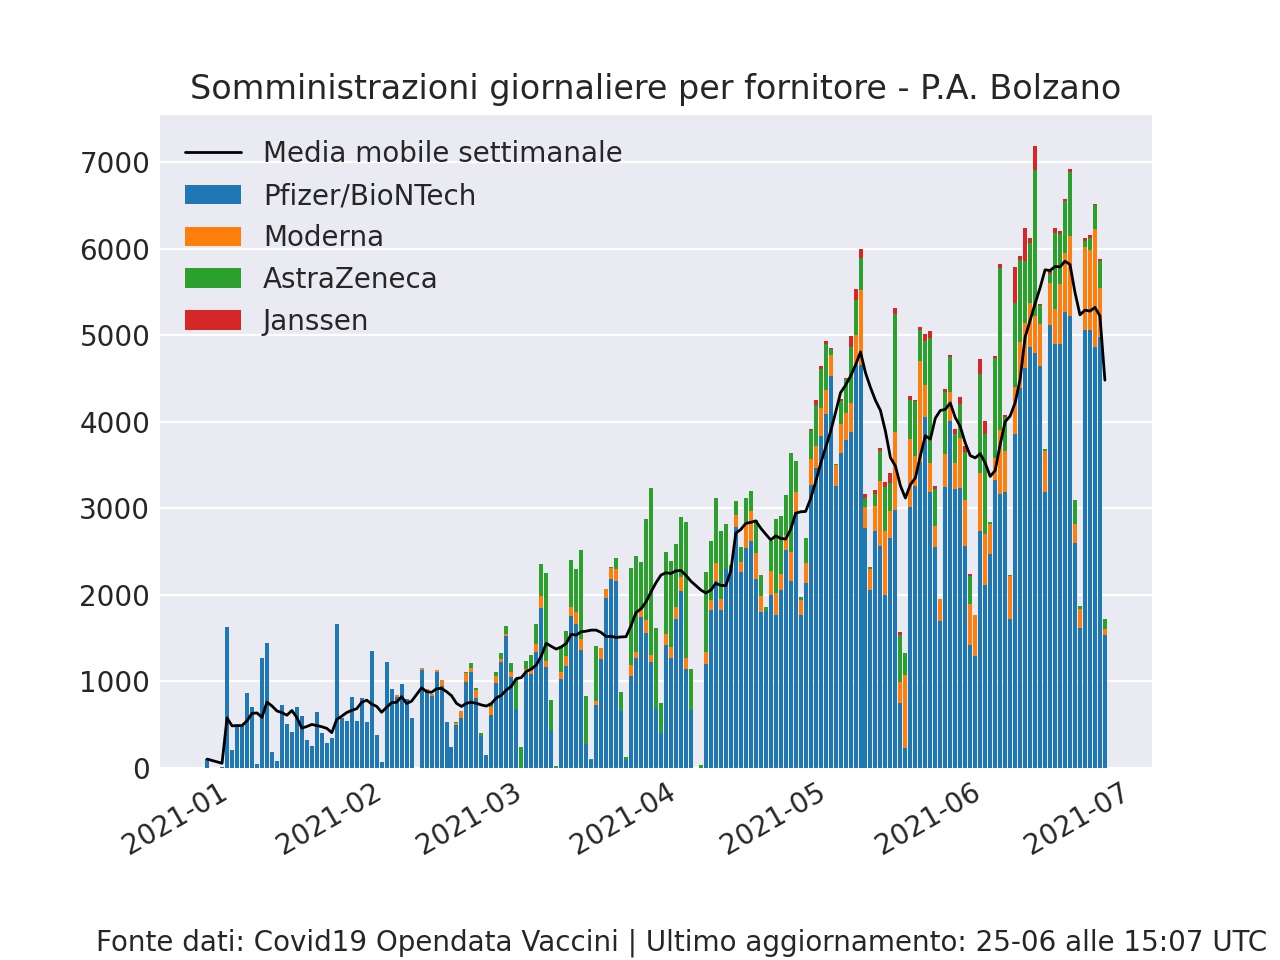 Somministrazioni giornaliere per fornitore - P.A. Bolzano
Media mobile settimanale
Pfizer/BioNTech
Moderna
AstraZeneca
Janssen
7000
6000
5000
4000
3000
2000
1000
0
2021-01
2021-02
2021-03
2021-04
2021-05
2021-06
2021-07
Fonte dati: Covid19 Opendata Vaccini | Ultimo aggiornamento: 25-06 alle 15:07 UTC